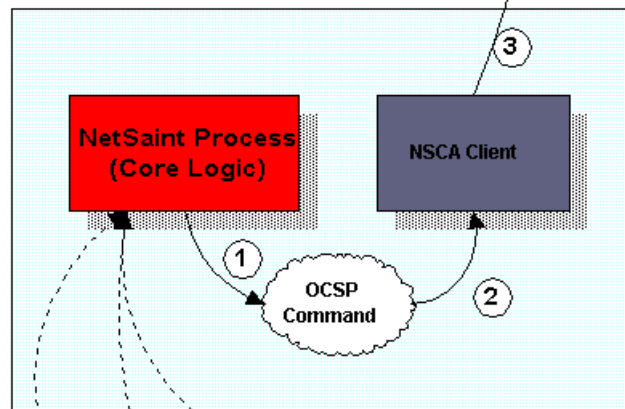 3
NetSaint Process
(Core Logic)
NSCA Client
1
OCSP
Command
2